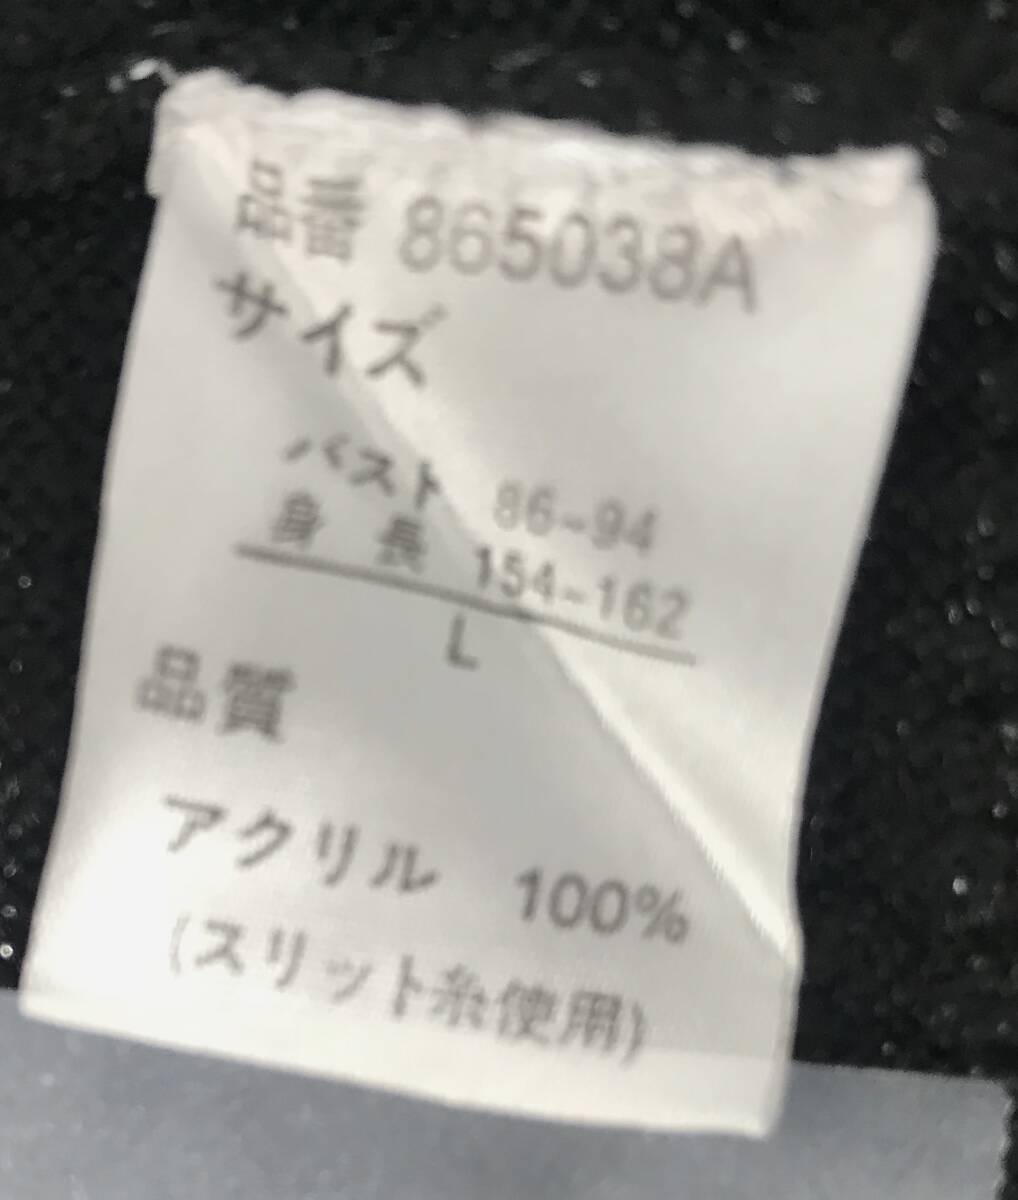 品番 865038A
サイズ
バスト 86-94
身長 154-162
L
品質
アクリル 100%
(スリット糸使用)